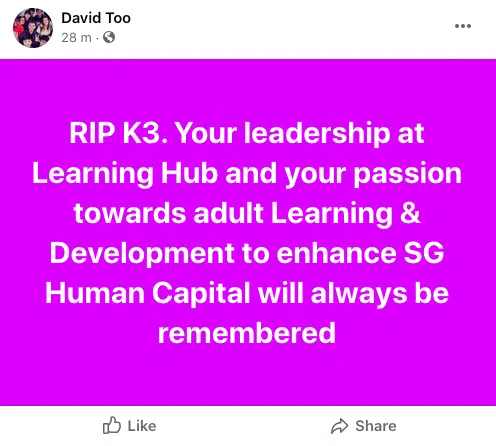 David Too
28 m ·
RIP K3. Your leadership at
Learning Hub and your passion
towards adult Learning &
Development to enhance SG
Human Capital will always be
remembered
Like
Share